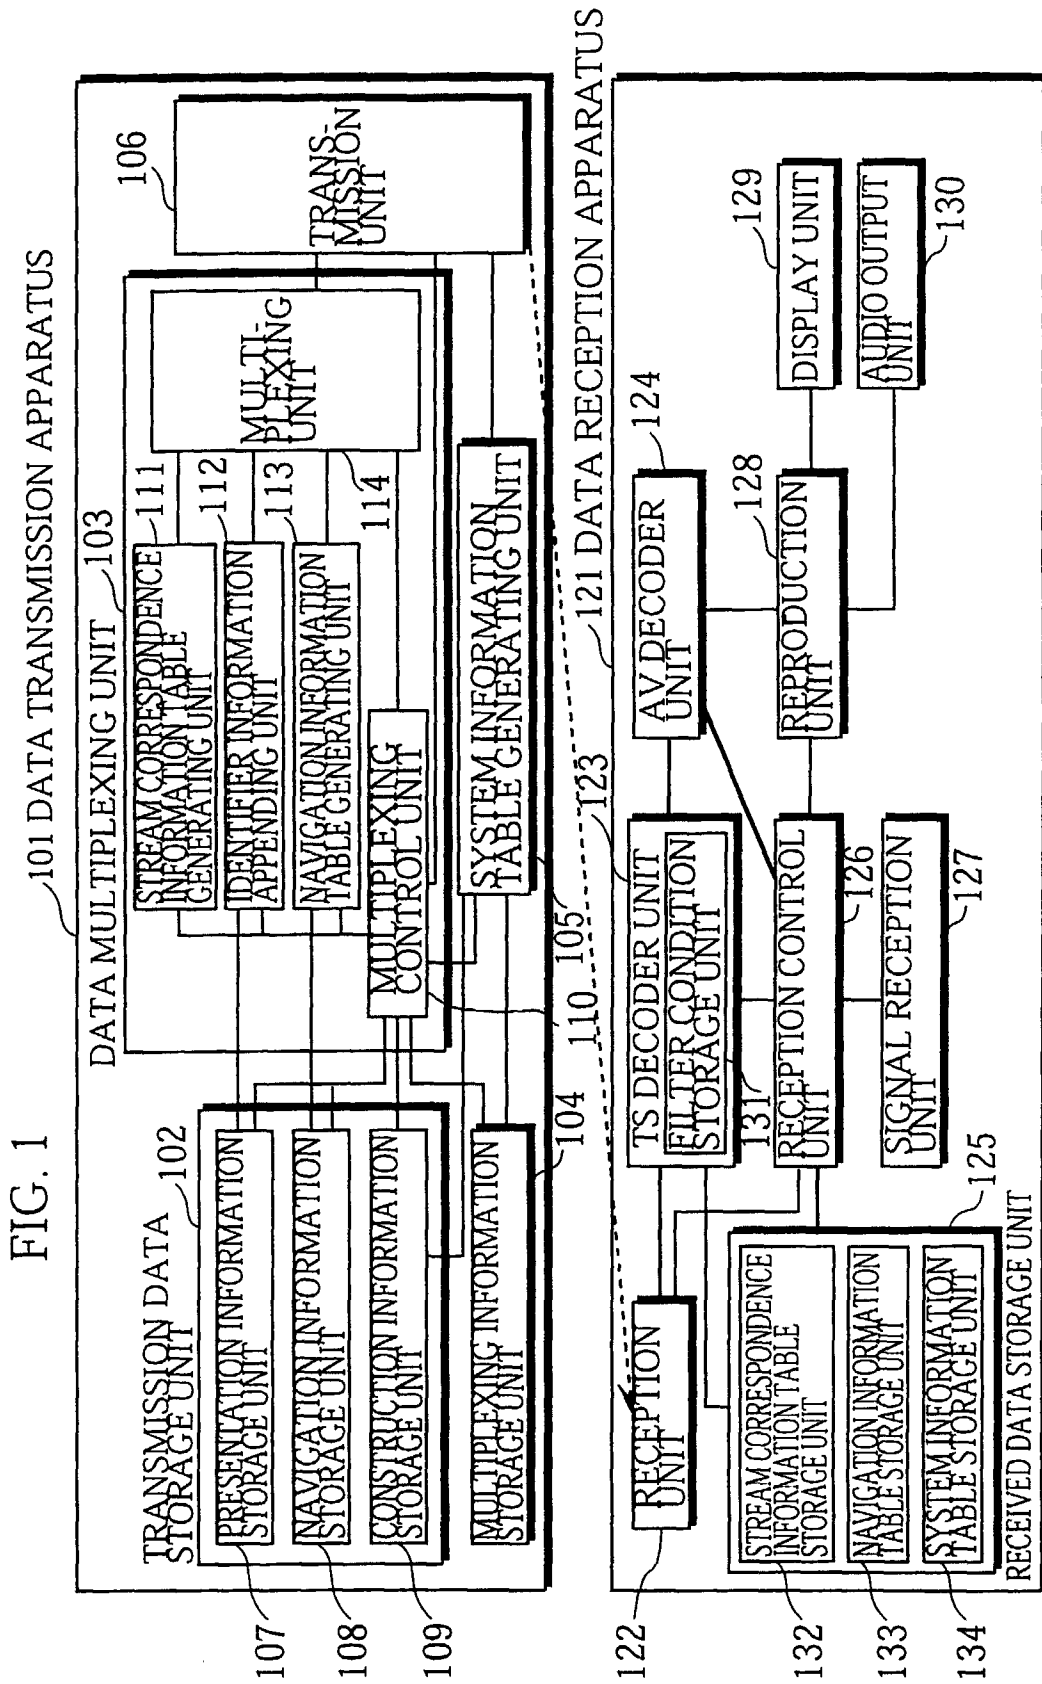 FIG. 1
101 DATA TRANSMISSION APPARATUS
DATA MULTIPLEXING UNIT
103
TRANSMISSION DATA
STORAGE UNIT
102
PRESENTATION INFORMATION
STORAGE UNIT
107
NAVIGATION INFORMATION
STORAGE UNIT
108
CONSTRUCTION INFORMATION
STORAGE UNIT
109
MULTIPLEXING INFORMATION
STORAGE UNIT
104
STREAM CORRESPONDENCE
INFORMATION TABLE
GENERATING UNIT
111
IDENTIFIER INFORMATION
APPENDING UNIT
112
NAVIGATION INFORMATION
TABLE GENERATING UNIT
113
MULTIPLEXING
CONTROL UNIT
110
MULTI-
PLEXING
UNIT
114
TRANS-
MISSION
UNIT
106
SYSTEM INFORMATION
TABLE GENERATING UNIT
105
121 DATA RECEPTION APPARATUS
RECEPTION
UNIT
122
TS DECODER UNIT
123
FILTER CONDITION
STORAGE UNIT
131
AV DECODER
UNIT
124
RECEPTION CONTROL
UNIT
126
REPRODUCTION
UNIT
128
DISPLAY UNIT
129
AUDIO OUTPUT
UNIT
130
SIGNAL RECEPTION
UNIT
127
125
STREAM CORRESPONDENCE
INFORMATION TABLE
STORAGE UNIT
132
NAVIGATION INFORMATION
TABLE STORAGE UNIT
133
SYSTEM INFORMATION
TABLE STORAGE UNIT
134
RECEIVED DATA STORAGE UNIT